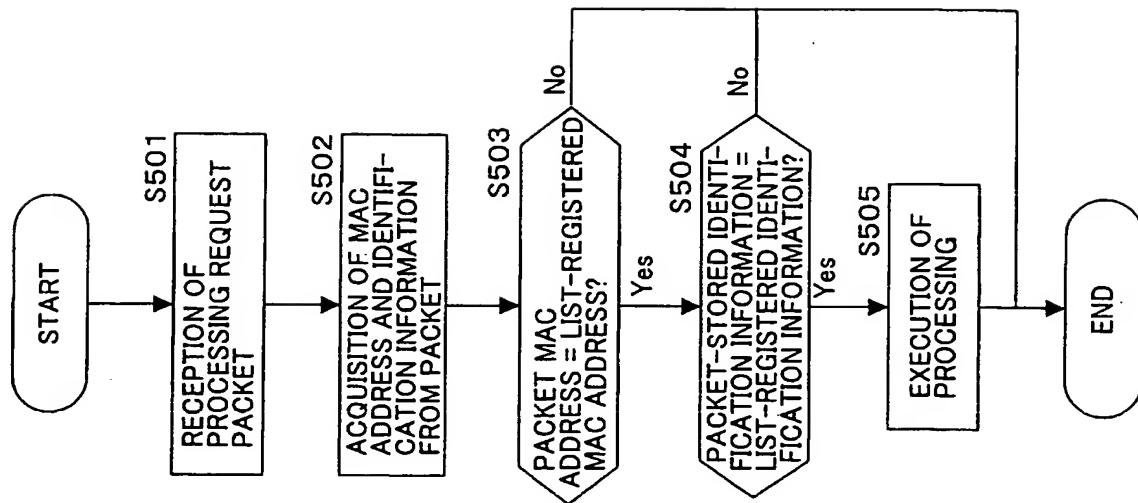 START
S501
RECEPTION OF
PROCESSING REQUEST
PACKET
S502
ACQUISITION OF MAC
ADDRESS AND IDENTIFI-
CATION INFORMATION
FROM PACKET
S503
PACKET MAC
ADDRESS = LIST-REGISTERED
MAC ADDRESS?
No
Yes
S504
PACKET-STORED IDENTI-
FICATION INFORMATION =
LIST-REGISTERED IDENTI-
FICATION INFORMATION?
No
Yes
S505
EXECUTION OF
PROCESSING
END